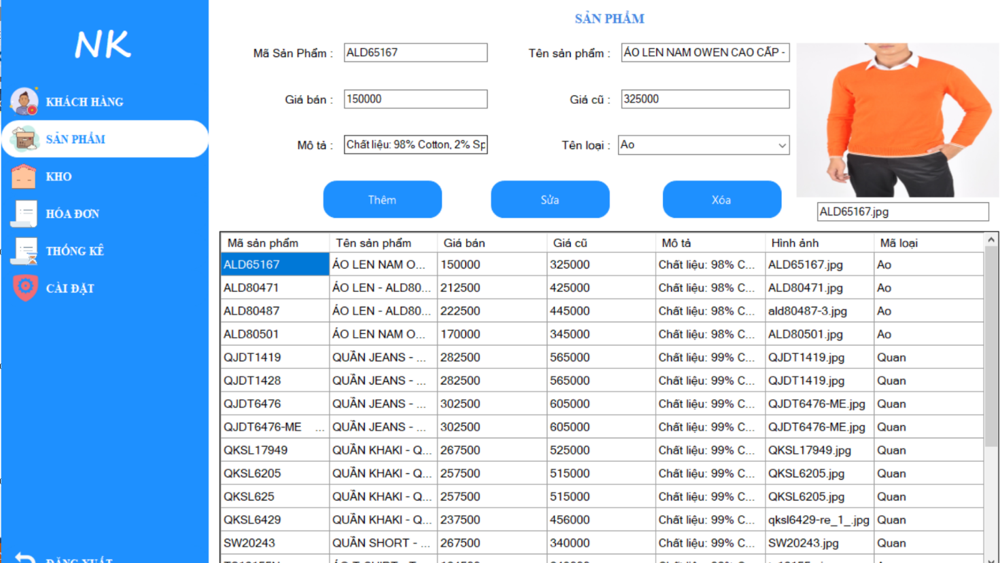 NK
KHÁCH HÀNG
SẢN PHẨM
KHO
HÓA ĐƠN
THỐNG KÊ
CÀI ĐẶT
ĐĂNG XUẤT
SẢN PHẨM
Mã Sản Phẩm : ALD65167 Tên sản phẩm : ÁO LEN NAM OWEN CAO CẤP -
Giá bán : 150000 Giá cũ : 325000
Mô tả : Chất liệu: 98% Cotton, 2% Sp Tên loại : Ao
Thêm Sửa Xóa
ALD65167.jpg
Mã sản phẩm Tên sản phẩm Giá bán Giá cũ Mô tả Hình ảnh Mã loại
ALD65167 ÁO LEN NAM O... 150000 325000 Chất liệu: 98% C... ALD65167.jpg Ao
ALD80471 ÁO LEN - ALD80... 212500 425000 Chất liệu: 98% C... ALD80471.jpg Ao
ALD80487 ÁO LEN - ALD80... 222500 445000 Chất liệu: 98% C... ald80487-3.jpg Ao
ALD80501 ÁO LEN NAM O... 170000 345000 Chất liệu: 98% C... ALD80501.jpg Ao
QJDT1419 QUẦN JEANS - ... 282500 565000 Chất liệu: 99% C... QJDT1419.jpg Quan
QJDT1428 QUẦN JEANS - ... 282500 565000 Chất liệu: 99% C... QJDT1419.jpg Quan
QJDT6476 QUẦN JEANS - ... 302500 605000 Chất liệu: 99% C... QJDT6476-ME.jpg Quan
QJDT6476-ME ... QUẦN JEANS - ... 302500 605000 Chất liệu: 99% C... QJDT6476-ME.jpg Quan
QKSL17949 QUẦN KHAKI - Q... 267500 525000 Chất liệu: 99% C... QKSL17949.jpg Quan
QKSL6205 QUẦN KHAKI - Q... 257500 515000 Chất liệu: 99% C... QKSL6205.jpg Quan
QKSL625 QUẦN KHAKI - Q... 257500 515000 Chất liệu: 99% C... QKSL6205.jpg Quan
QKSL6429 QUẦN KHAKI - Q... 237500 456000 Chất liệu: 99% C... qksl6429-re_1_.jpg Quan
SW20243 QUẦN SHORT - ... 267500 340000 Chất liệu: 99% C... SW20243.jpg Quan